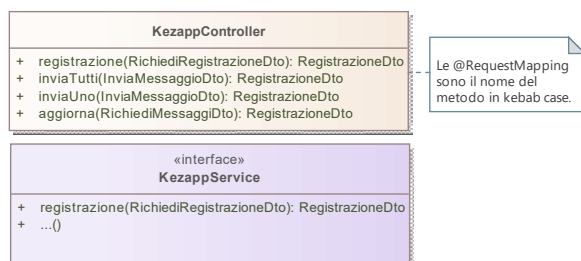 KezappController
+ registrazione(RichiediRegistrazioneDto): RegistrazioneDto
+ inviaTutti(InviaMessaggioDto): RegistrazioneDto
+ inviaUno(InviaMessaggioDto): RegistrazioneDto
+ aggiorna(RichiediMessaggiDto): RegistrazioneDto
Le @RequestMapping
sono il nome del
metodo in kebab case.
«interface»
KezappService
+ registrazione(RichiediRegistrazioneDto): RegistrazioneDto
+ ...()